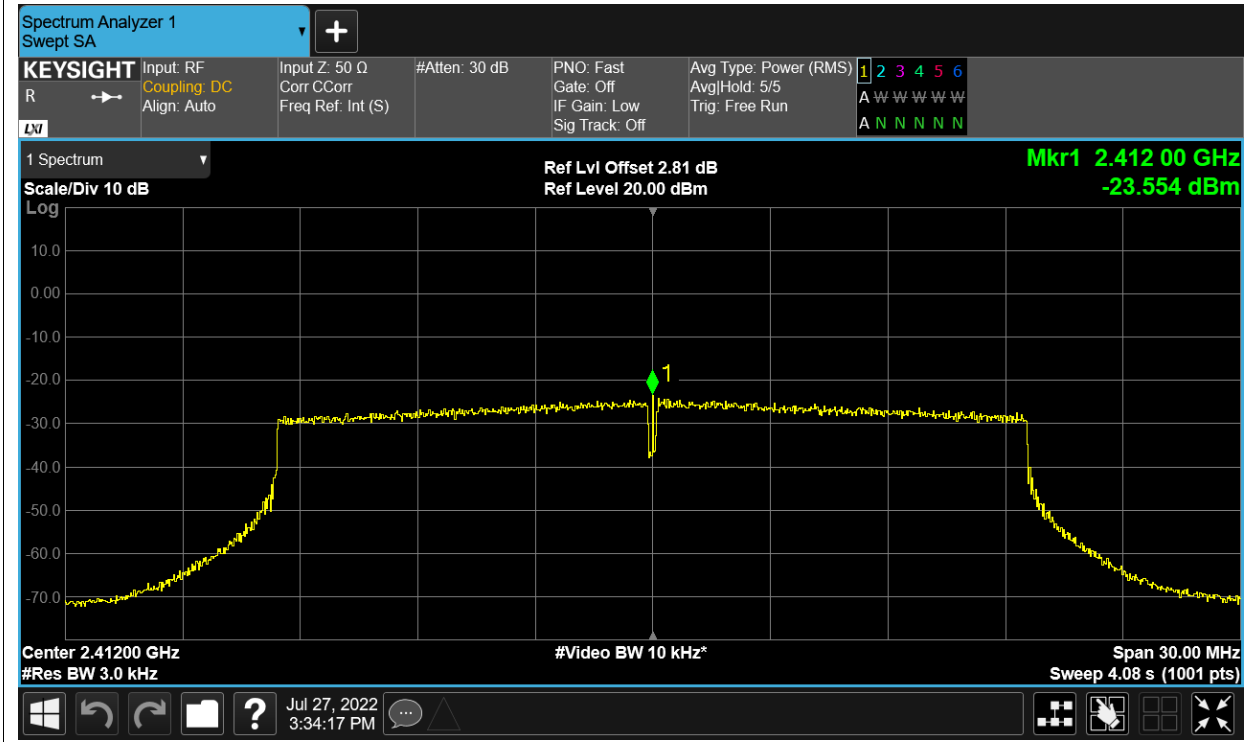 Spectrum Analyzer 1
Swept SA
KEYSIGHT
R
LXI
Input: RF
Coupling: DC
Align: Auto
Input Z: 50 Ω
Corr CCorr
Freq Ref: Int (S)
#Atten: 30 dB
PNO: Fast
Gate: Off
IF Gain: Low
Sig Track: Off
Avg Type: Power (RMS)
Avg|Hold: 5/5
Trig: Free Run
1 2 3 4 5 6
A W W W W W
A N N N N N
1 Spectrum
Scale/Div 10 dB
Log
Ref Lvl Offset 2.81 dB
Ref Level 20.00 dBm
Mkr1 2.412 00 GHz
-23.554 dBm
10.0
0.00
-10.0
-20.0
-30.0
-40.0
-50.0
-60.0
-70.0
1
Center 2.41200 GHz
#Res BW 3.0 kHz
#Video BW 10 kHz*
Span 30.00 MHz
Sweep 4.08 s (1001 pts)
?
Jul 27, 2022
3:34:17 PM